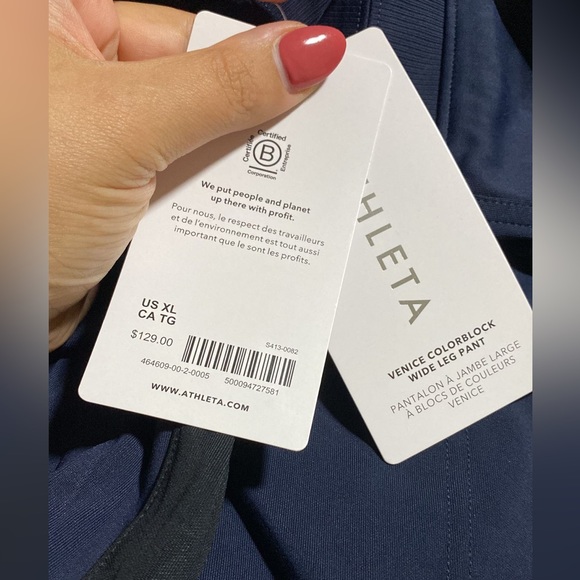 Certified
Certifiée
B
Entreprise
Corporation
We put people and planet
up there with profit.
Pour nous, le respect des travailleurs
et de l'environnement est tout aussi
important que le sont les profits.
US XL
CA TG
$129.00
S413-0082
464609-00-2-0005 500094727581
WWW.ATHLETA.COM
HLETA
VENICE COLORBLOCK
WIDE LEG PANT
PANTALON À JAMBE LARGE
À BLOCS DE COULEURS
VENICE